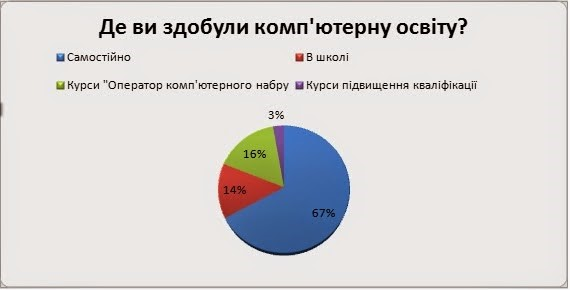 Де ви здобули комп'ютерну освіту?
Самостійно В школі
Курси "Оператор комп'ютерного набру Курси підвищення кваліфікації
3%
16%
14%
67%